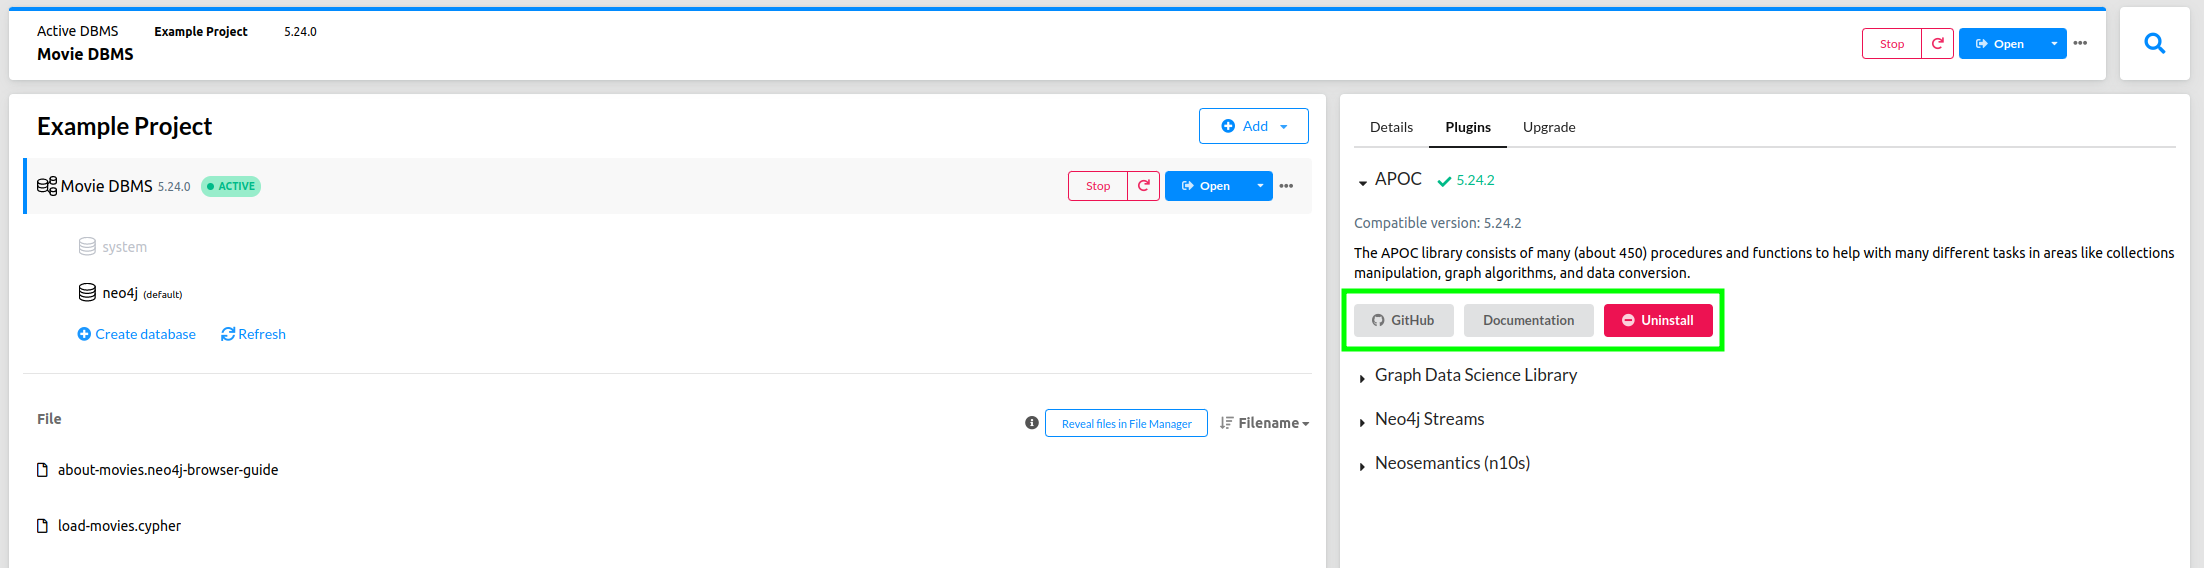 Active DBMS Example Project 5.24.0
Movie DBMS
Stop Open
Example Project
Add
Movie DBMS 5.24.0 ACTIVE
Stop Open
system
neo4j (default)
Create database Refresh
File
Reveal files in File Manager Filename
about-movies.neo4j-browser-guide
load-movies.cypher
Details Plugins Upgrade
APOC 5.24.2
Compatible version: 5.24.2
The APOC library consists of many (about 450) procedures and functions to help with many different tasks in areas like collections
manipulation, graph algorithms, and data conversion.
GitHub Documentation Uninstall
Graph Data Science Library
Neo4j Streams
Neosemantics (n10s)